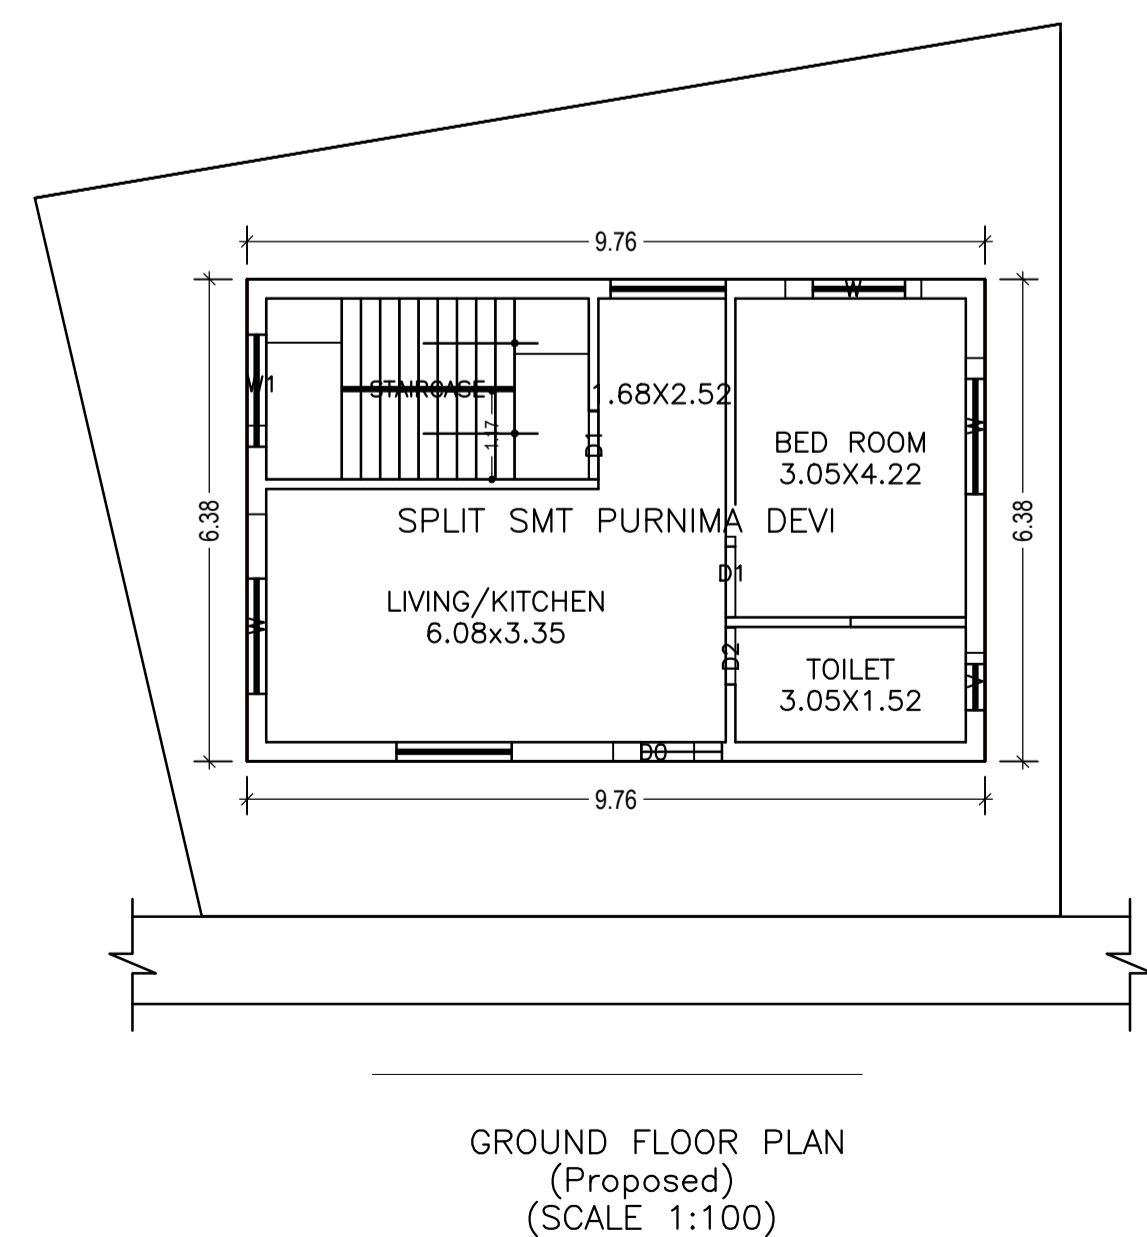 9.76
W
W1
STAIRCASE
1.17
1.68X2.52
D1
BED ROOM
3.05X4.22
W
6.38
6.38
SPLIT SMT PURNIMA DEVI
D1
LIVING/KITCHEN
6.08x3.35
W
D2
TOILET
3.05X1.52
V
D0
9.76
GROUND FLOOR PLAN
(Proposed)
(SCALE 1:100)